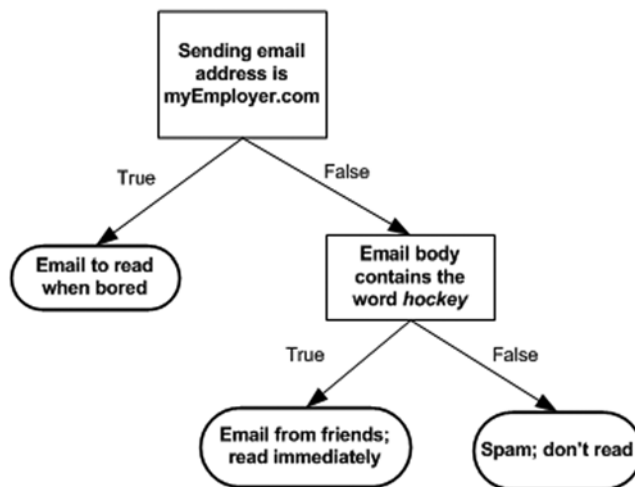 Sending email
address is
myEmployer.com
True
False
Email to read
when bored
Email body
contains the
word hockey
True
False
Email from friends;
read immediately
Spam; don't read